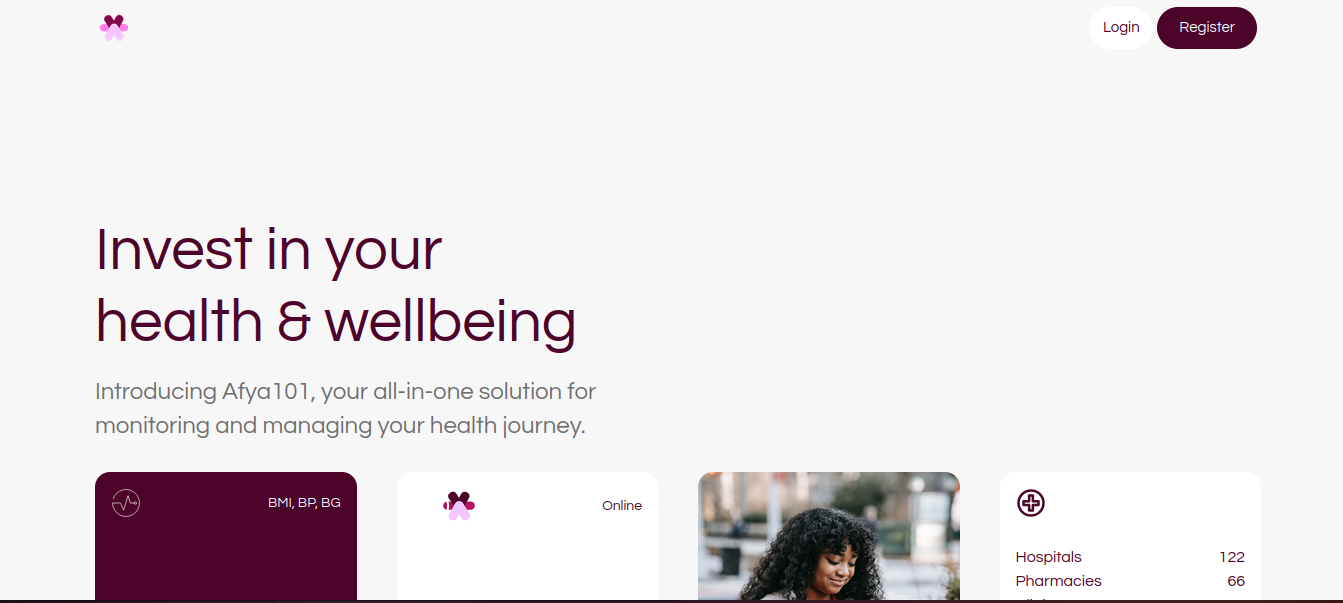 Login
Register
Invest in your
health & wellbeing
Introducing Afya101, your all-in-one solution for
monitoring and managing your health journey.
BMI, BP, BG
Online
Hospitals 122
Pharmacies 66